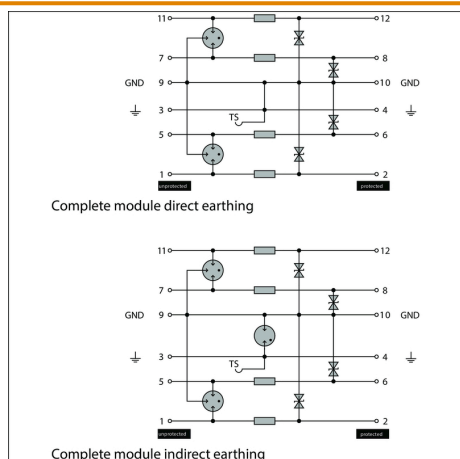 11 12
7 8
GND 9 10 GND
3 4
TS
5 6
1 2
unprotected protected
Complete module direct earthing
11 12
7 8
GND 9 10 GND
3 4
TS
5 6
1 2
unprotected protected
Complete module indirect earthing